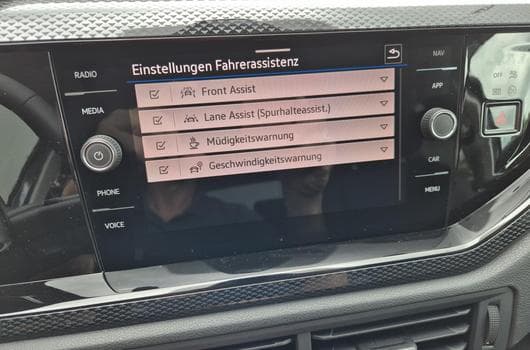 Einstellungen Fahrerassistenz
Front Assist
Lane Assist (Spurhalteassist.)
Müdigkeitswarnung
Geschwindigkeitswarnung
RADIO
MEDIA
PHONE
VOICE
NAV
APP
CAR
MENU
OFF